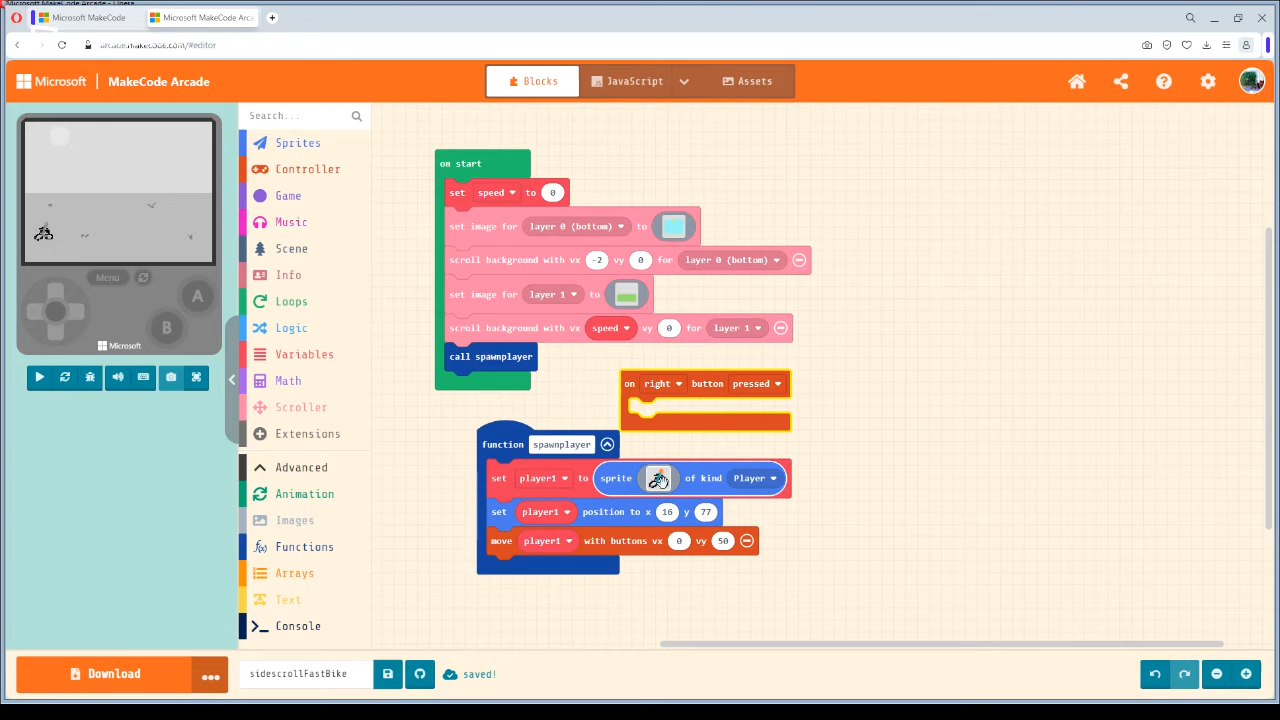 Microsoft MakeCode Arcade - Opera
Microsoft MakeCode
Microsoft MakeCode Arc
arcade.makecode.com/#editor
Microsoft | MakeCode Arcade
Blocks
JavaScript
Assets
Search...
Sprites
Controller
Game
Music
Scene
Info
Loops
Logic
Variables
Math
Scroller
Extensions
Advanced
Animation
Images
Functions
Arrays
Text
Console
Menu
A
B
Microsoft
on start
set speed to 0
set image for layer 0 (bottom) to
scroll background with vx -2 vy 0 for layer 0 (bottom)
set image for layer 1 to
scroll background with vx speed vy 0 for layer 1
call spawnplayer
on right button pressed
function spawnplayer
set player1 to sprite of kind Player
set player1 position to x 16 y 77
move player1 with buttons vx 0 vy 50
Download
sidescrollFastBike
saved!